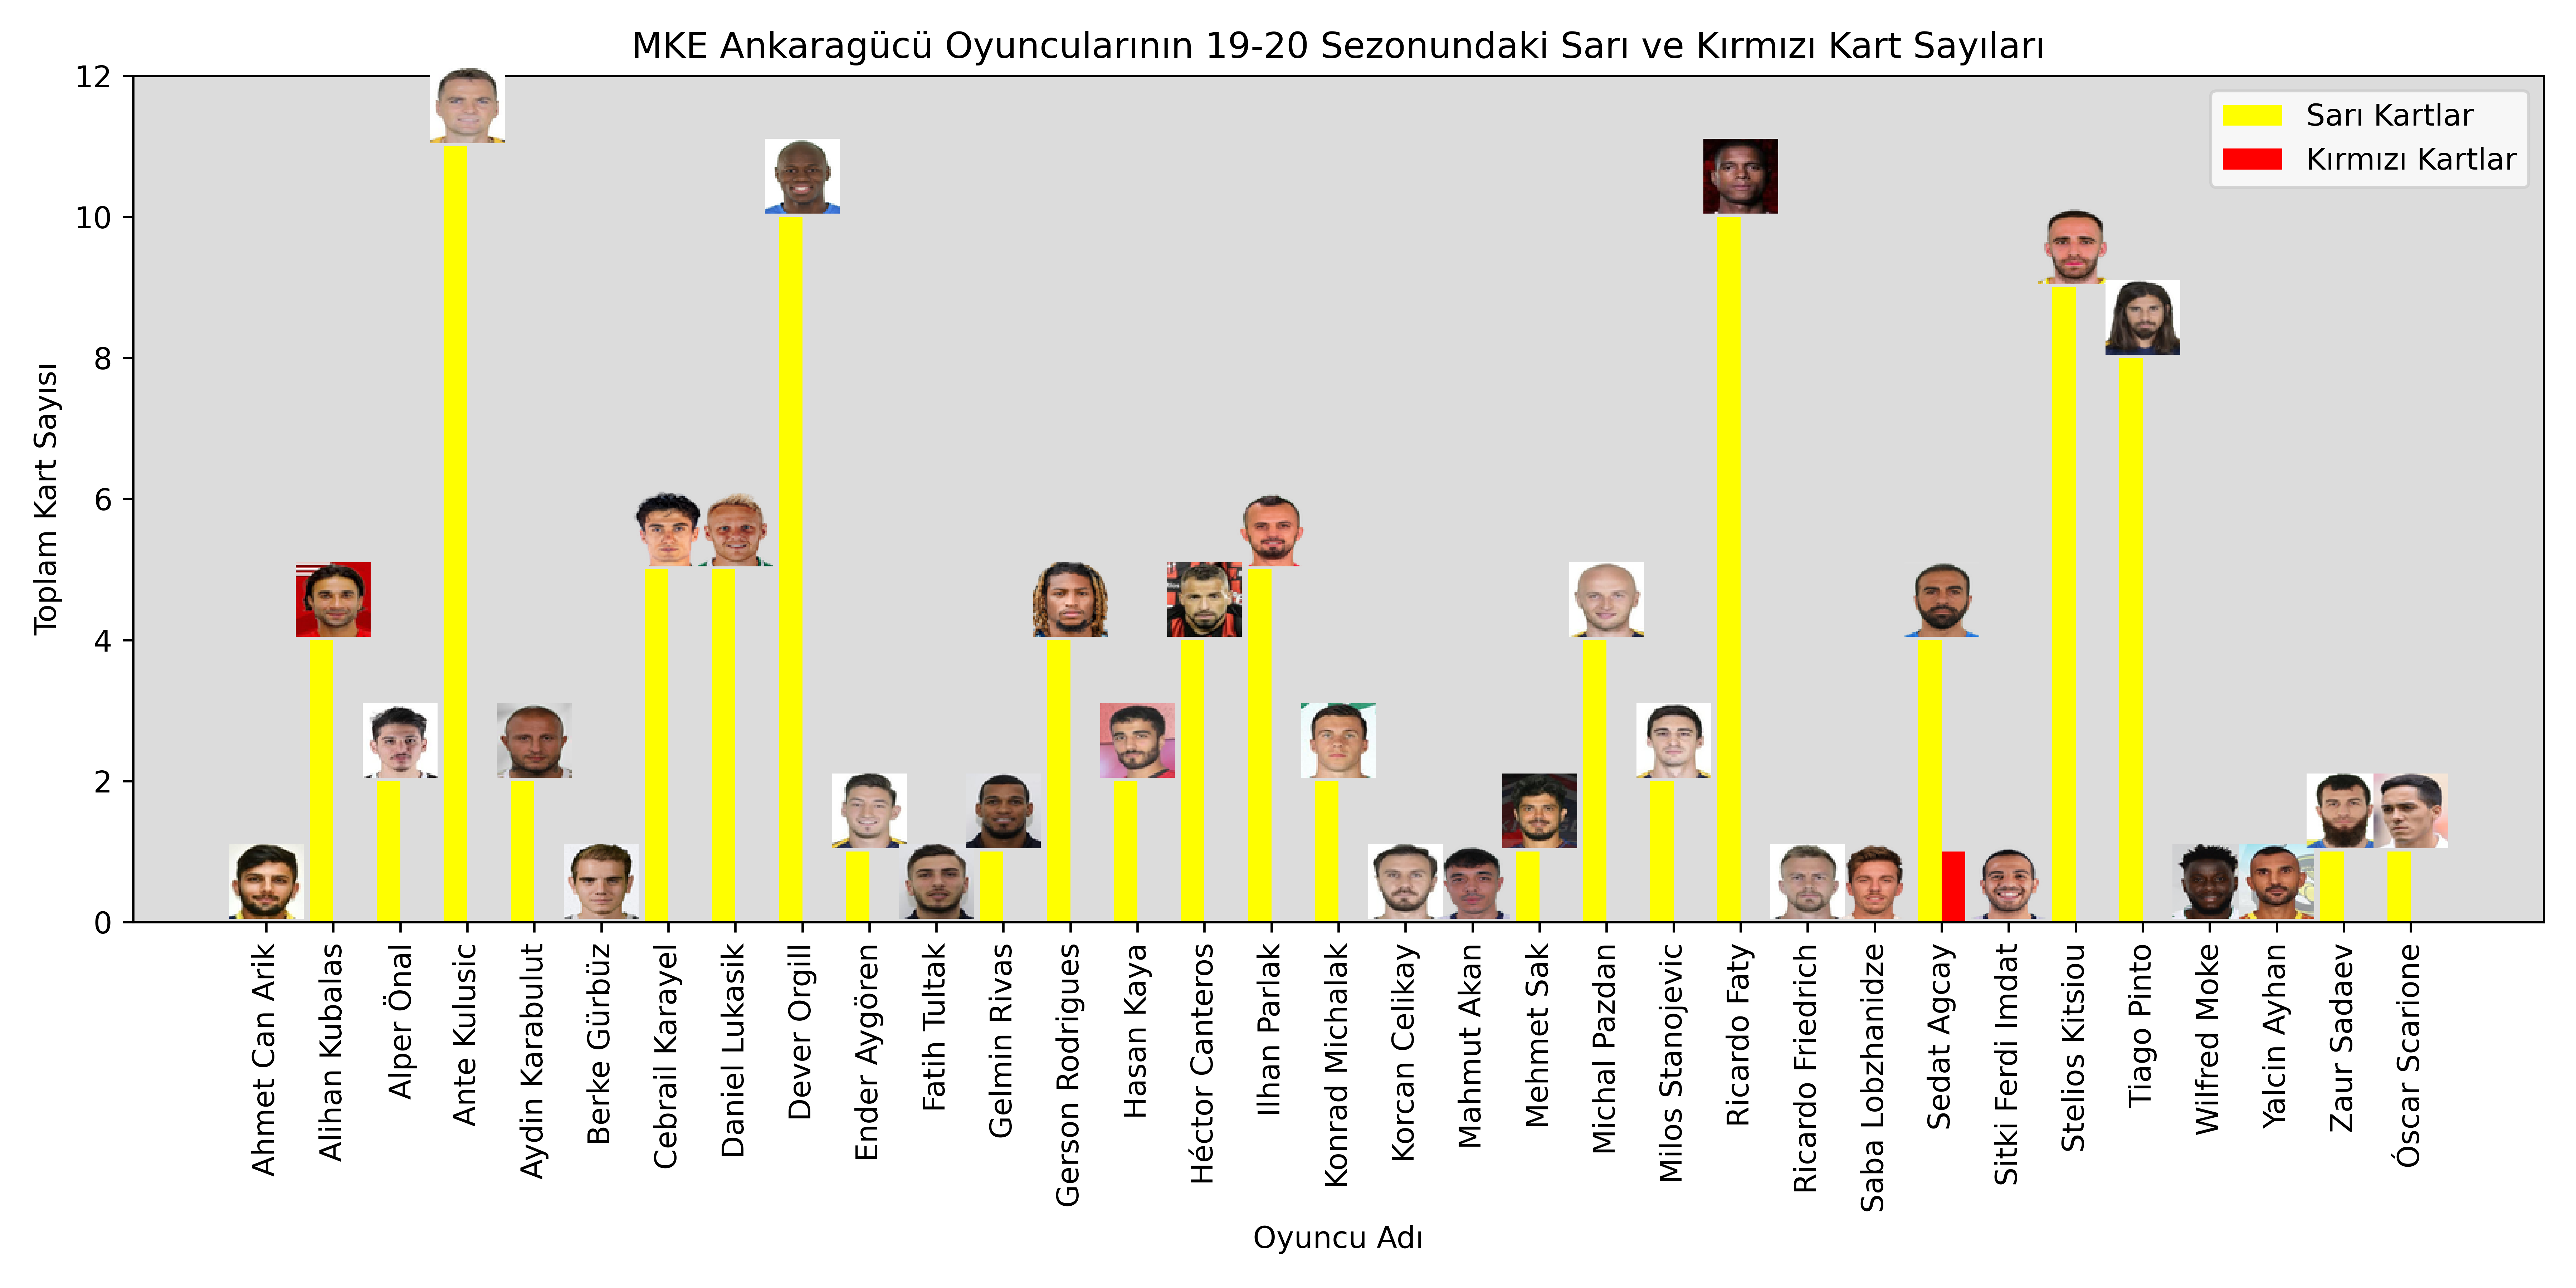 MKE Ankaragücü Oyuncularının 19-20 Sezonundaki Sarı ve Kırmızı Kart Sayıları
Sarı Kartlar
Kırmızı Kartlar
Toplam Kart Sayısı
12
10
8
6
4
2
0
Ahmet Can Arik
Alihan Kubalas
Alper Önal
Ante Kulusic
Aydin Karabulut
Berke Gürbüz
Cebrail Karayel
Daniel Lukasik
Dever Orgill
Ender Aygören
Fatih Tultak
Gelmin Rivas
Gerson Rodrigues
Hasan Kaya
Héctor Canteros
Ilhan Parlak
Konrad Michalak
Korcan Celikay
Mahmut Akan
Mehmet Sak
Michal Pazdan
Milos Stanojevic
Ricardo Faty
Ricardo Friedrich
Saba Lobzhanidze
Sedat Agcay
Sitki Ferdi Imdat
Stelios Kitsiou
Tiago Pinto
Wilfred Moke
Yalcin Ayhan
Zaur Sadaev
Óscar Scarione
Oyuncu Adı